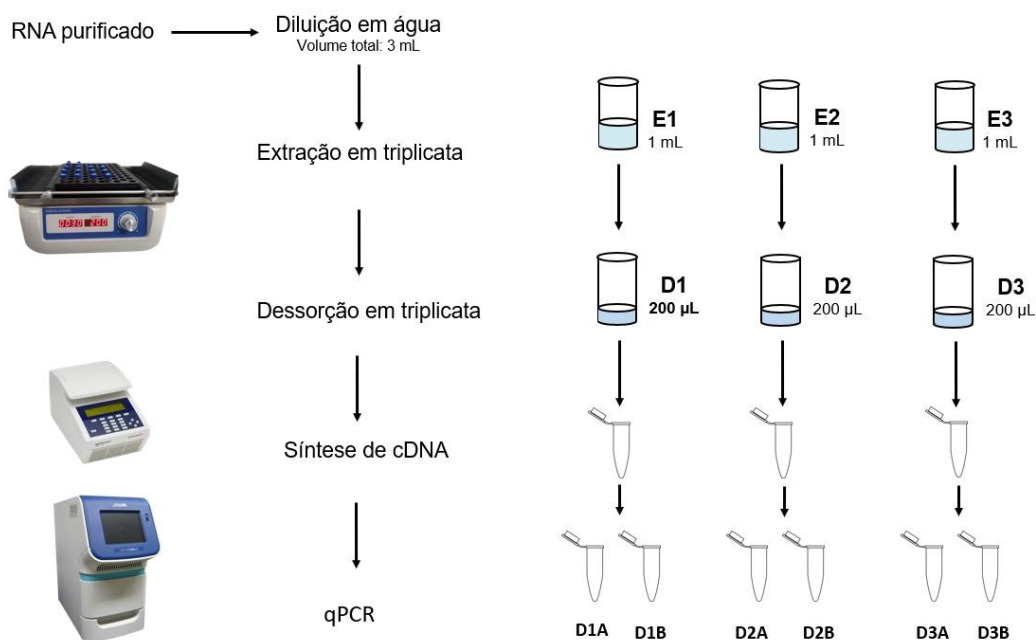 RNA purificado
Diluição em água
Volume total: 3 mL
Extração em triplicata
E1
1 mL
E2
1 mL
E3
1 mL
Dessorção em triplicata
D1
200 µL
D2
200 µL
D3
200 µL
Síntese de cDNA
qPCR
D1A D1B D2A D2B D3A D3B